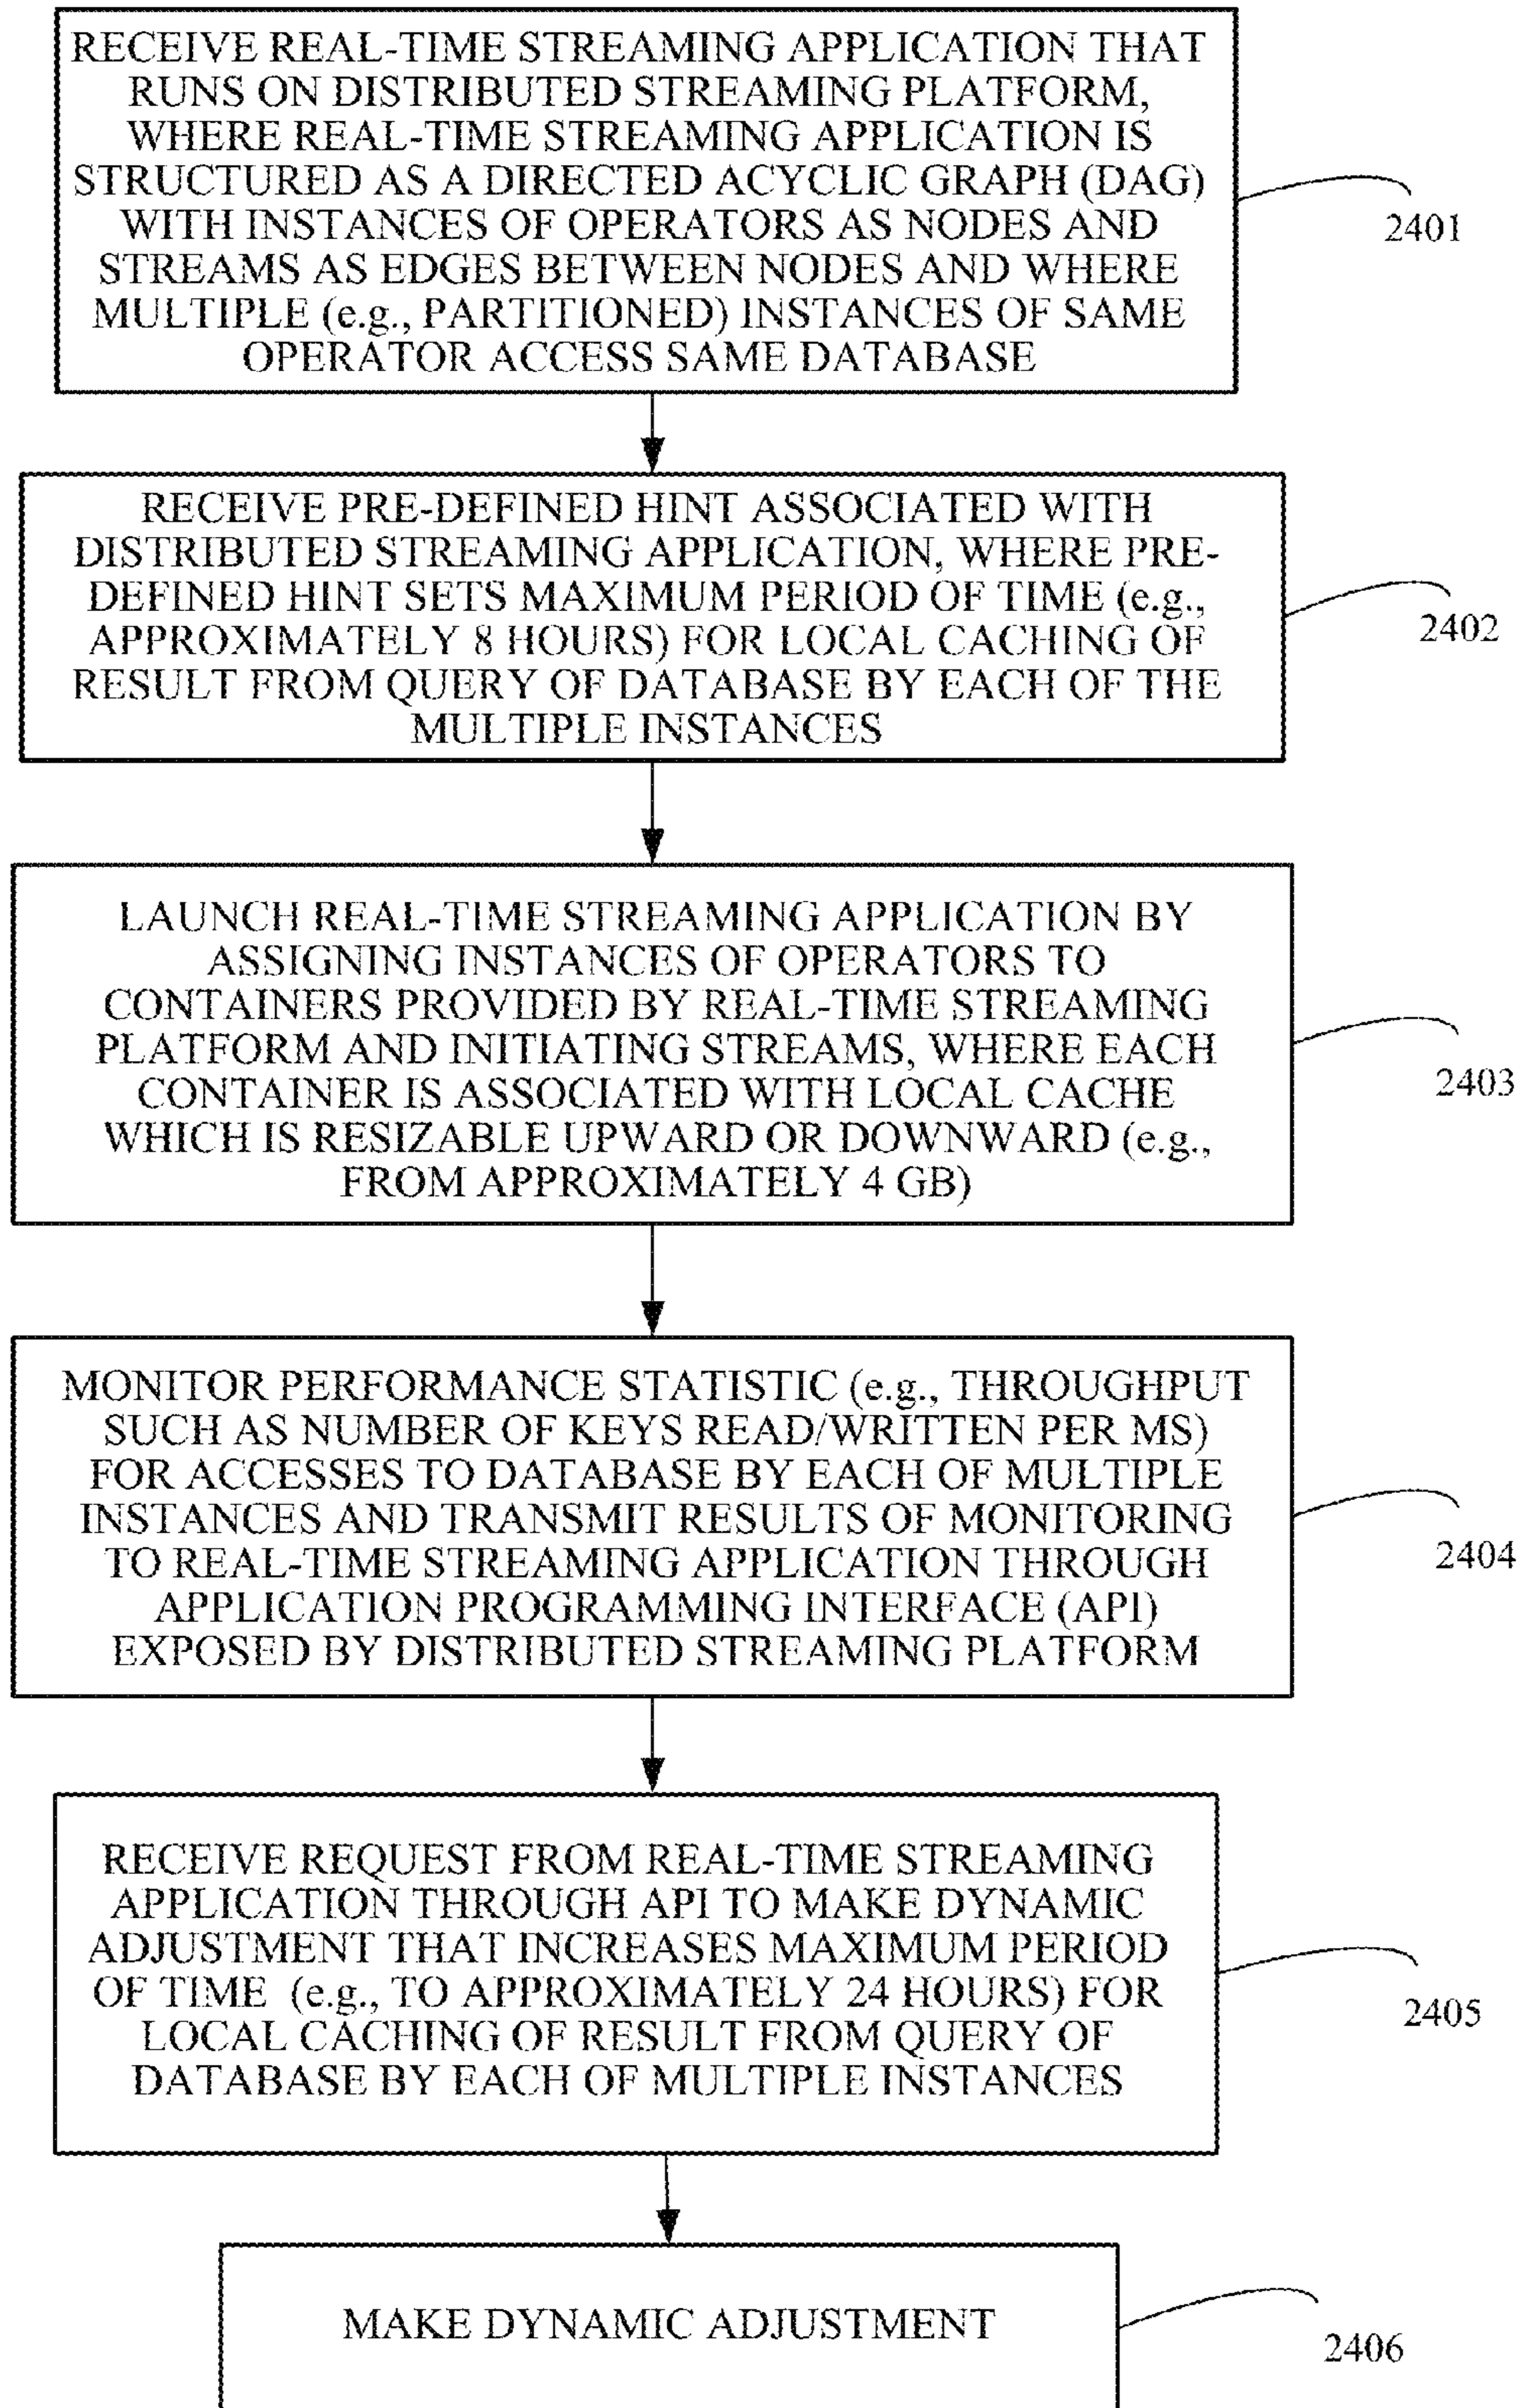 RECEIVE REAL-TIME STREAMING APPLICATION THAT
RUNS ON DISTRIBUTED STREAMING PLATFORM,
WHERE REAL-TIME STREAMING APPLICATION IS
STRUCTURED AS A DIRECTED ACYCLIC GRAPH (DAG)
WITH INSTANCES OF OPERATORS AS NODES AND
STREAMS AS EDGES BETWEEN NODES AND WHERE
MULTIPLE (e.g., PARTITIONED) INSTANCES OF SAME
OPERATOR ACCESS SAME DATABASE
2401
RECEIVE PRE-DEFINED HINT ASSOCIATED WITH
DISTRIBUTED STREAMING APPLICATION, WHERE PRE-
DEFINED HINT SETS MAXIMUM PERIOD OF TIME (e.g.,
APPROXIMATELY 8 HOURS) FOR LOCAL CACHING OF
RESULT FROM QUERY OF DATABASE BY EACH OF THE
MULTIPLE INSTANCES
2402
LAUNCH REAL-TIME STREAMING APPLICATION BY
ASSIGNING INSTANCES OF OPERATORS TO
CONTAINERS PROVIDED BY REAL-TIME STREAMING
PLATFORM AND INITIATING STREAMS, WHERE EACH
CONTAINER IS ASSOCIATED WITH LOCAL CACHE
WHICH IS RESIZABLE UPWARD OR DOWNWARD (e.g.,
FROM APPROXIMATELY 4 GB)
2403
MONITOR PERFORMANCE STATISTIC (e.g., THROUGHPUT
SUCH AS NUMBER OF KEYS READ/WRITTEN PER MS)
FOR ACCESSES TO DATABASE BY EACH OF MULTIPLE
INSTANCES AND TRANSMIT RESULTS OF MONITORING
TO REAL-TIME STREAMING APPLICATION THROUGH
APPLICATION PROGRAMMING INTERFACE (API)
EXPOSED BY DISTRIBUTED STREAMING PLATFORM
2404
RECEIVE REQUEST FROM REAL-TIME STREAMING
APPLICATION THROUGH API TO MAKE DYNAMIC
ADJUSTMENT THAT INCREASES MAXIMUM PERIOD
OF TIME (e.g., TO APPROXIMATELY 24 HOURS) FOR
LOCAL CACHING OF RESULT FROM QUERY OF
DATABASE BY EACH OF MULTIPLE INSTANCES
2405
MAKE DYNAMIC ADJUSTMENT
2406